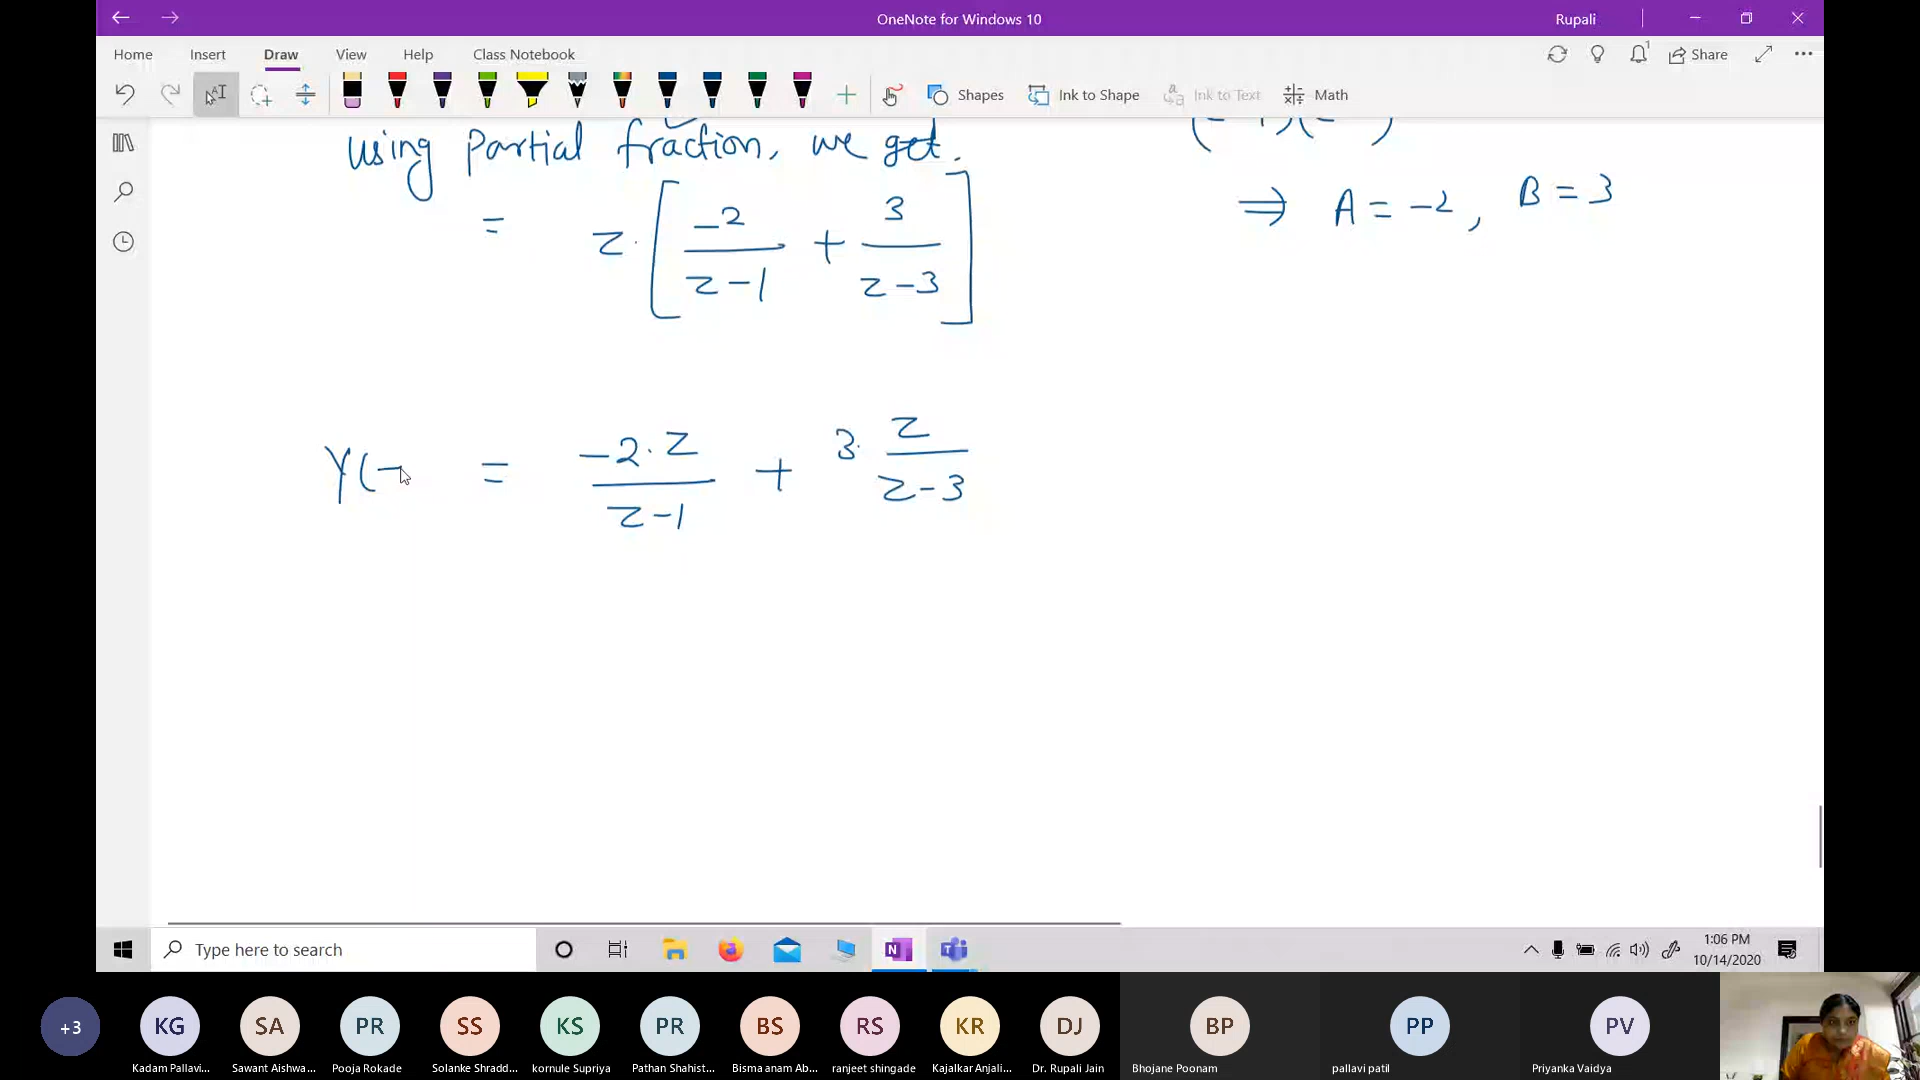 OneNote for Windows 10
Rupali
Home Insert Draw View Help Class Notebook
1 Share
Shapes Ink to Shape Ink to Text Math
using Partial fraction, we get.
= z·[ -2/(z-1) + 3/(z-3) ]
⇒ A = -2, B = 3
Y(- = -2·z/(z-1) + 3·z/(z-3)
Type here to search
1:06 PM
10/14/2020
+3 KG SA PR SS KS PR BS RS KR DJ BP PP PV
Kadam Pallavi... Sawant Aishwa... Pooja Rokade Solanke Shradd... kornule Supriya Pathan Shahist... Bisma anam Ab... ranjeet shingade Kajalkar Anjali... Dr. Rupali Jain Bhojane Poonam pallavi patil Priyanka Vaidya